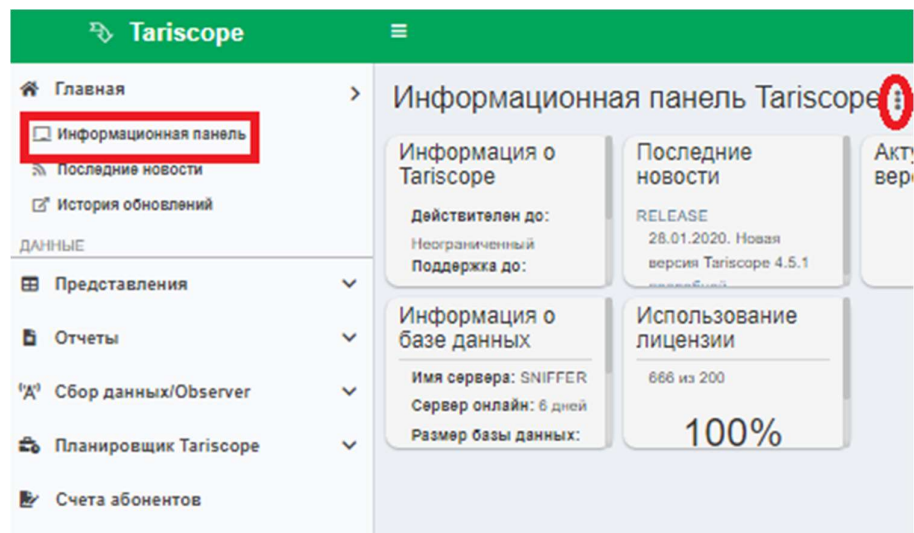 Tariscope
Главная
Информационная панель
Последние новости
История обновлений
ДАННЫЕ
Представления
Отчеты
Сбор данных/Observer
Планировщик Tariscope
Счета абонентов
Информационная панель Tariscope
Информация о
Tariscope
Действителен до:
Неограниченный
Поддержка до:
Последние
новости
RELEASE
28.01.2020. Новая
версия Tariscope 4.5.1
Акту
вер
Информация о
базе данных
Имя сервера: SNIFFER
Сервер онлайн: 6 дней
Размер базы данных:
Использование
лицензии
666 из 200
100%